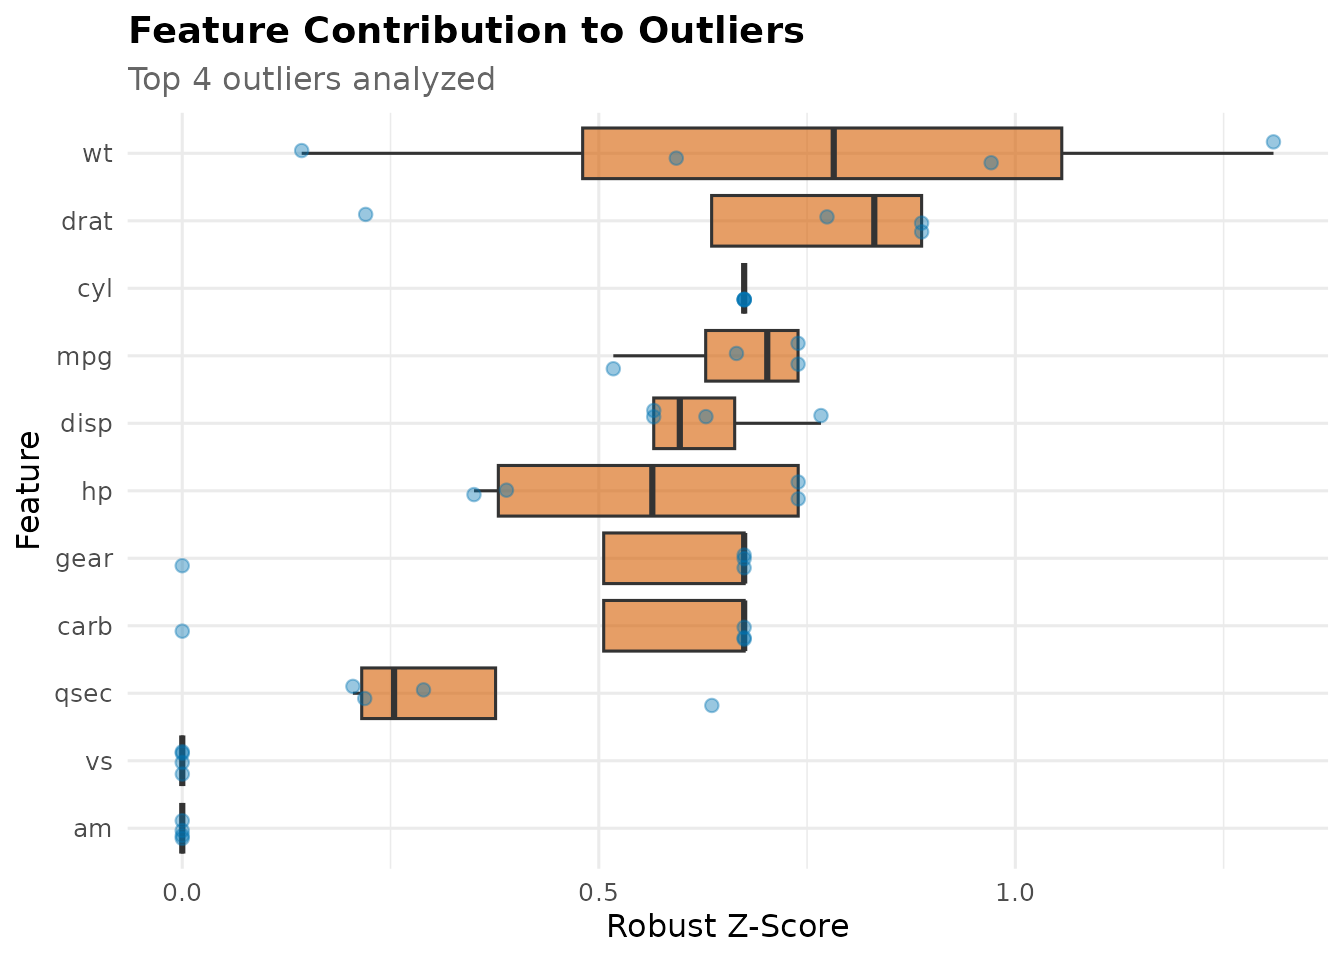 Feature Contribution to Outliers
Top 4 outliers analyzed
wt
drat
cyl
mpg
disp
hp
gear
carb
qsec
vs
am
Feature
0.0 0.5 1.0
Robust Z-Score